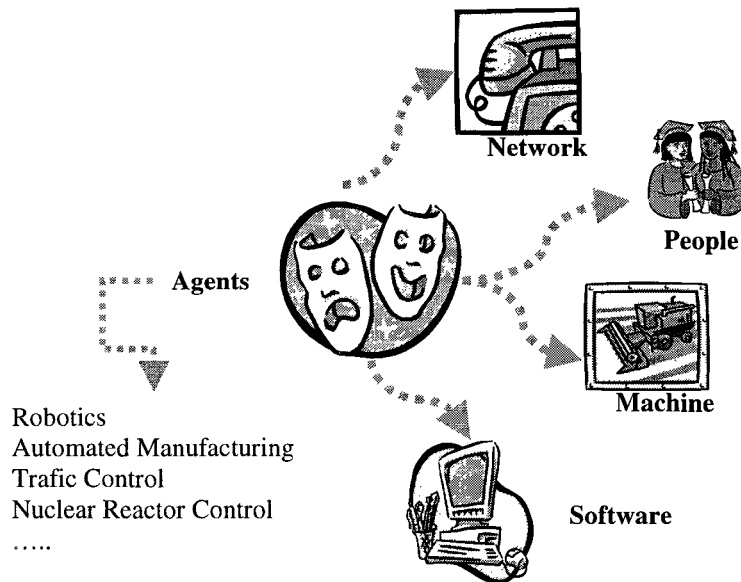 Network
People
Agents
Machine
Robotics
Automated Manufacturing
Trafic Control
Nuclear Reactor Control
.....
Software